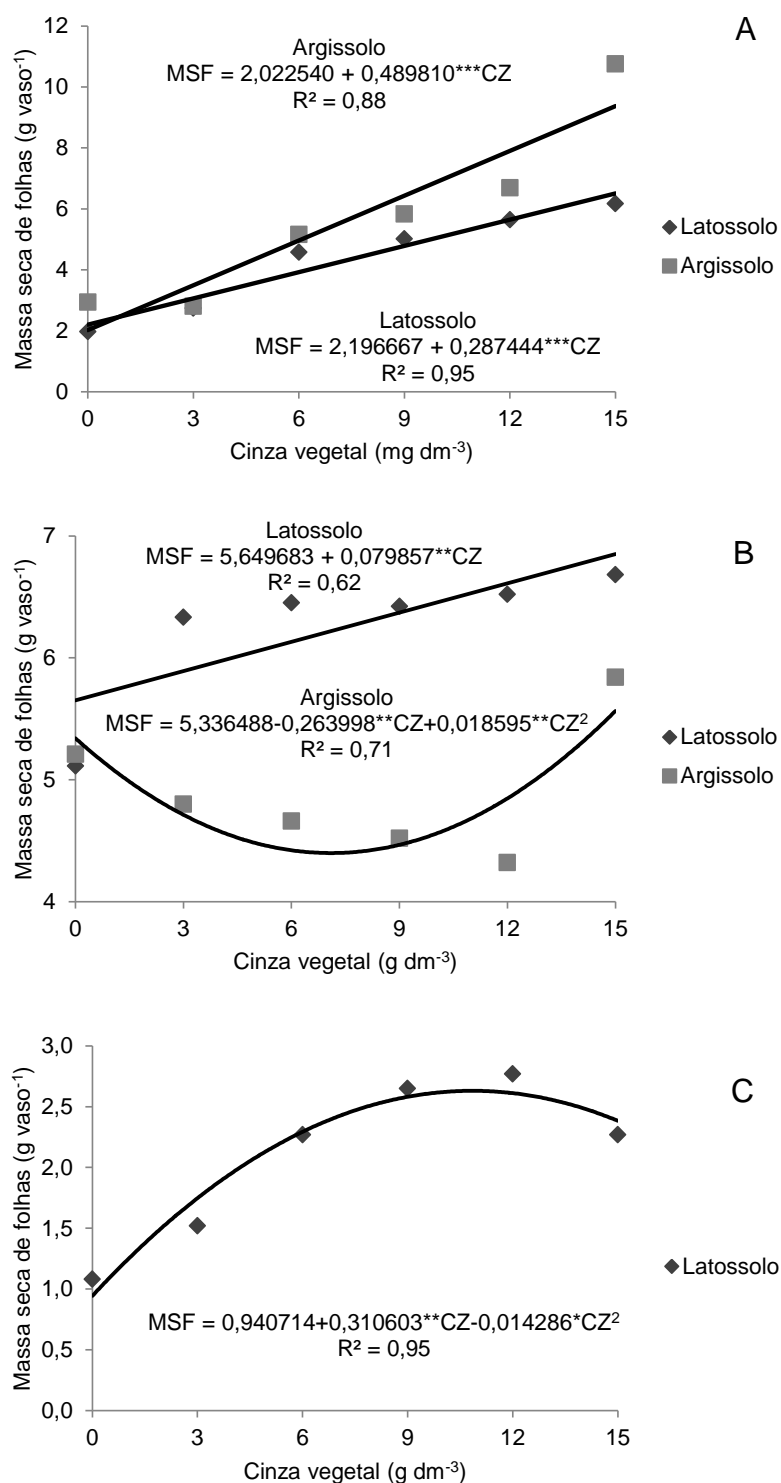 A
Massa seca de folhas (g vaso⁻¹)
12
10
8
6
4
2
0
Argissolo
MSF = 2,022540 + 0,489810***CZ
R² = 0,88
Latossolo
Argissolo
Latossolo
MSF = 2,196667 + 0,287444***CZ
R² = 0,95
0 3 6 9 12 15
Cinza vegetal (mg dm⁻³)
B
Massa seca de folhas (g vaso⁻¹)
7
6
5
4
Latossolo
MSF = 5,649683 + 0,079857**CZ
R² = 0,62
Argissolo
MSF = 5,336488-0,263998**CZ+0,018595**CZ²
R² = 0,71
Latossolo
Argissolo
0 3 6 9 12 15
Cinza vegetal (g dm⁻³)
C
Massa seca de folhas (g vaso⁻¹)
3,0
2,5
2,0
1,5
1,0
0,5
0,0
Latossolo
MSF = 0,940714+0,310603**CZ-0,014286*CZ²
R² = 0,95
0 3 6 9 12 15
Cinza vegetal (g dm⁻³)